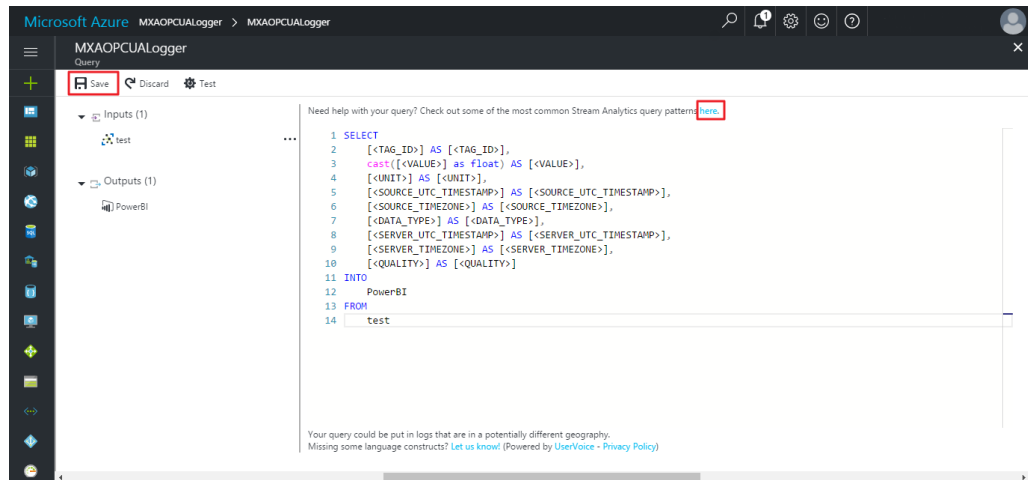 Microsoft Azure MXAOPCUALogger > MXAOPCUALogger
1
MXAOPCUALogger
Query
Save Discard Test
Inputs (1)
test ...
Outputs (1)
PowerBI
Need help with your query? Check out some of the most common Stream Analytics query patterns here.
1 SELECT
2 [<TAG_ID>] AS [<TAG_ID>],
3 cast([<VALUE>] as float) AS [<VALUE>],
4 [<UNIT>] AS [<UNIT>],
5 [<SOURCE_UTC_TIMESTAMP>] AS [<SOURCE_UTC_TIMESTAMP>],
6 [<SOURCE_TIMEZONE>] AS [<SOURCE_TIMEZONE>],
7 [<DATA_TYPE>] AS [<DATA_TYPE>],
8 [<SERVER_UTC_TIMESTAMP>] AS [<SERVER_UTC_TIMESTAMP>],
9 [<SERVER_TIMEZONE>] AS [<SERVER_TIMEZONE>],
10 [<QUALITY>] AS [<QUALITY>]
11 INTO
12 PowerBI
13 FROM
14 test
Your query could be put in logs that are in a potentially different geography.
Missing some language constructs? Let us know! (Powered by UserVoice - Privacy Policy)